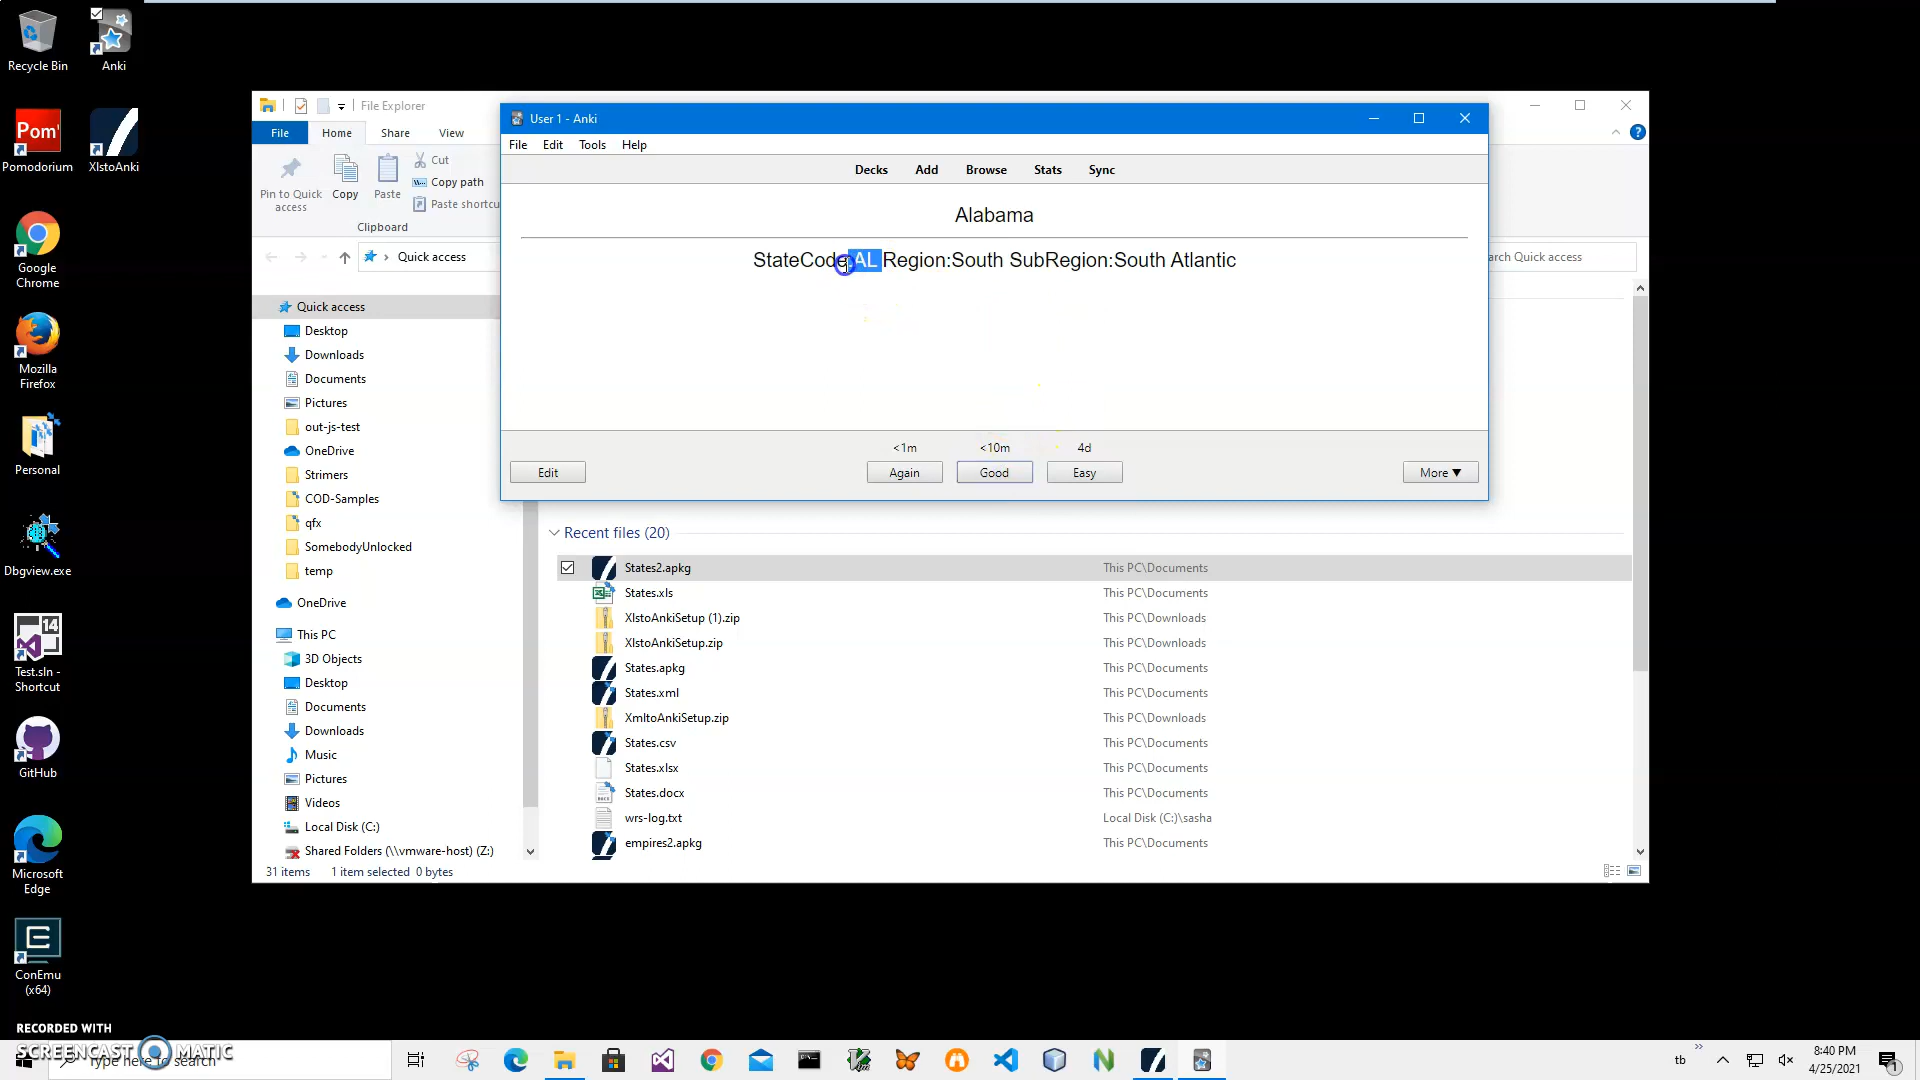 Recycle Bin
Anki
Pom'
Pomodorium
XlstoAnki
Google
Chrome
Mozilla
Firefox
Personal
Dbgview.exe
14
Test.sln -
Shortcut
GitHub
Microsoft
Edge
ConEmu
(x64)
File Explorer
File
Home
Share
View
Pin to Quick
access
Copy
Paste
Cut
Copy path
Paste shortcu
Clipboard
Quick access
arch Quick access
Quick access
Desktop
Downloads
Documents
Pictures
out-js-test
OneDrive
Strimers
COD-Samples
qfx
SomebodyUnlocked
temp
OneDrive
This PC
3D Objects
Desktop
Documents
Downloads
Music
Pictures
Videos
Local Disk (C:)
Shared Folders (\\vmware-host) (Z:)
31 items
1 item selected 0 bytes
User 1 - Anki
File
Edit
Tools
Help
Decks
Add
Browse
Stats
Sync
Alabama
StateCode:AL Region:South SubRegion:South Atlantic
<1m
<10m
4d
Edit
Again
Good
Easy
More ▼
Recent files (20)
States2.apkg This PC\Documents
States.xls This PC\Documents
XlstoAnkiSetup (1).zip This PC\Downloads
XlstoAnkiSetup.zip This PC\Downloads
States.apkg This PC\Documents
States.xml This PC\Documents
XmltoAnkiSetup.zip This PC\Downloads
States.csv This PC\Documents
States.xlsx This PC\Documents
States.docx This PC\Documents
wrs-log.txt Local Disk (C:)\sasha
empires2.apkg This PC\Documents
RECORDED WITH
SCREENCAST MATIC
Type here to search
tb
8:40 PM
4/25/2021
1